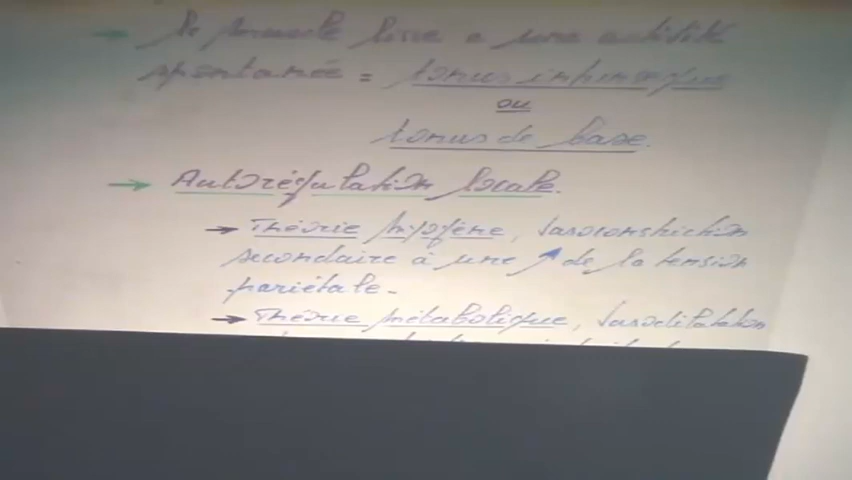 → le muscle lisse a une activité
spontanée = tonus intrinsèque
ou
tonus de base.
→ Autorégulation locale.
→ Théorie myogène, Vasoconstriction
secondaire à une ↗ de la tension
pariétale.
→ Théorie métabolique, Vasodilatation